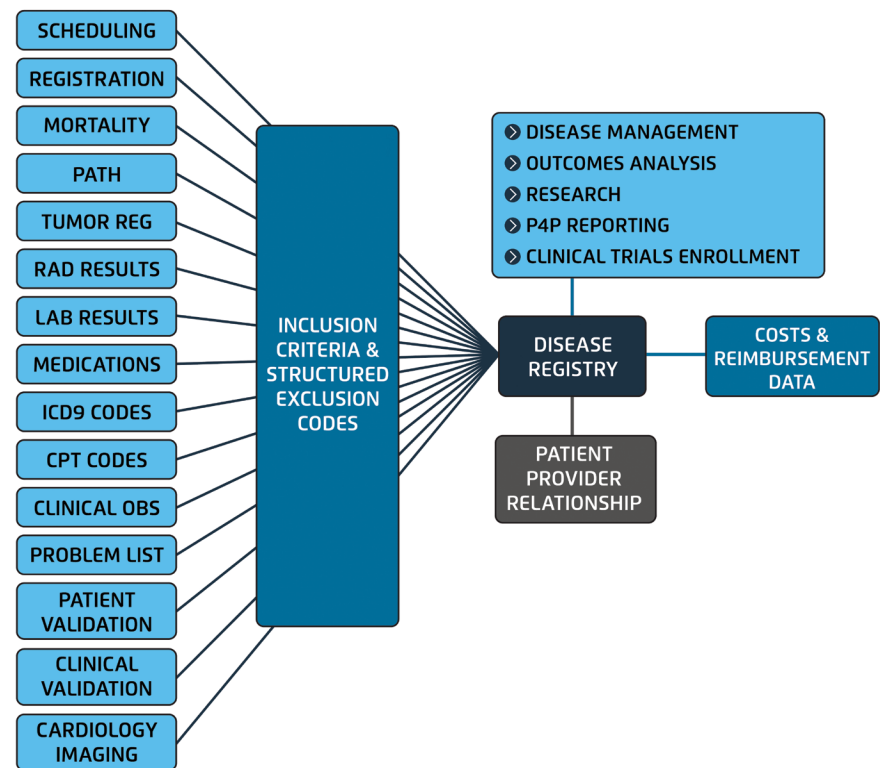 SCHEDULING
REGISTRATION
MORTALITY
PATH
TUMOR REG
RAD RESULTS
LAB RESULTS
MEDICATIONS
ICD9 CODES
CPT CODES
CLINICAL OBS
PROBLEM LIST
PATIENT
VALIDATION
CLINICAL
VALIDATION
CARDIOLOGY
IMAGING
INCLUSION
CRITERIA &
STRUCTURED
EXCLUSION
CODES
DISEASE MANAGEMENT
OUTCOMES ANALYSIS
RESEARCH
P4P REPORTING
CLINICAL TRIALS ENROLLMENT
DISEASE
REGISTRY
COSTS &
REIMBURSEMENT
DATA
PATIENT
PROVIDER
RELATIONSHIP